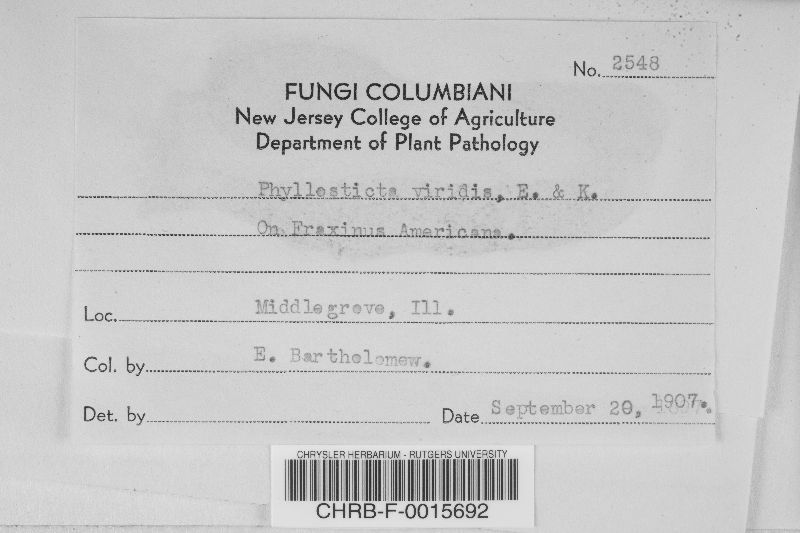 No. 2548
FUNGI COLUMBIANI
New Jersey College of Agriculture
Department of Plant Pathology
Phyllosticta viridis, E. & K.
On Fraxinus Americana.
Loc. Middlegrove, Ill.
Col. by E. Bartholomew.
Det. by
Date September 20, 1907.
CHRYSLER HERBARIUM - RUTGERS UNIVERSITY
CHRB-F-0015692